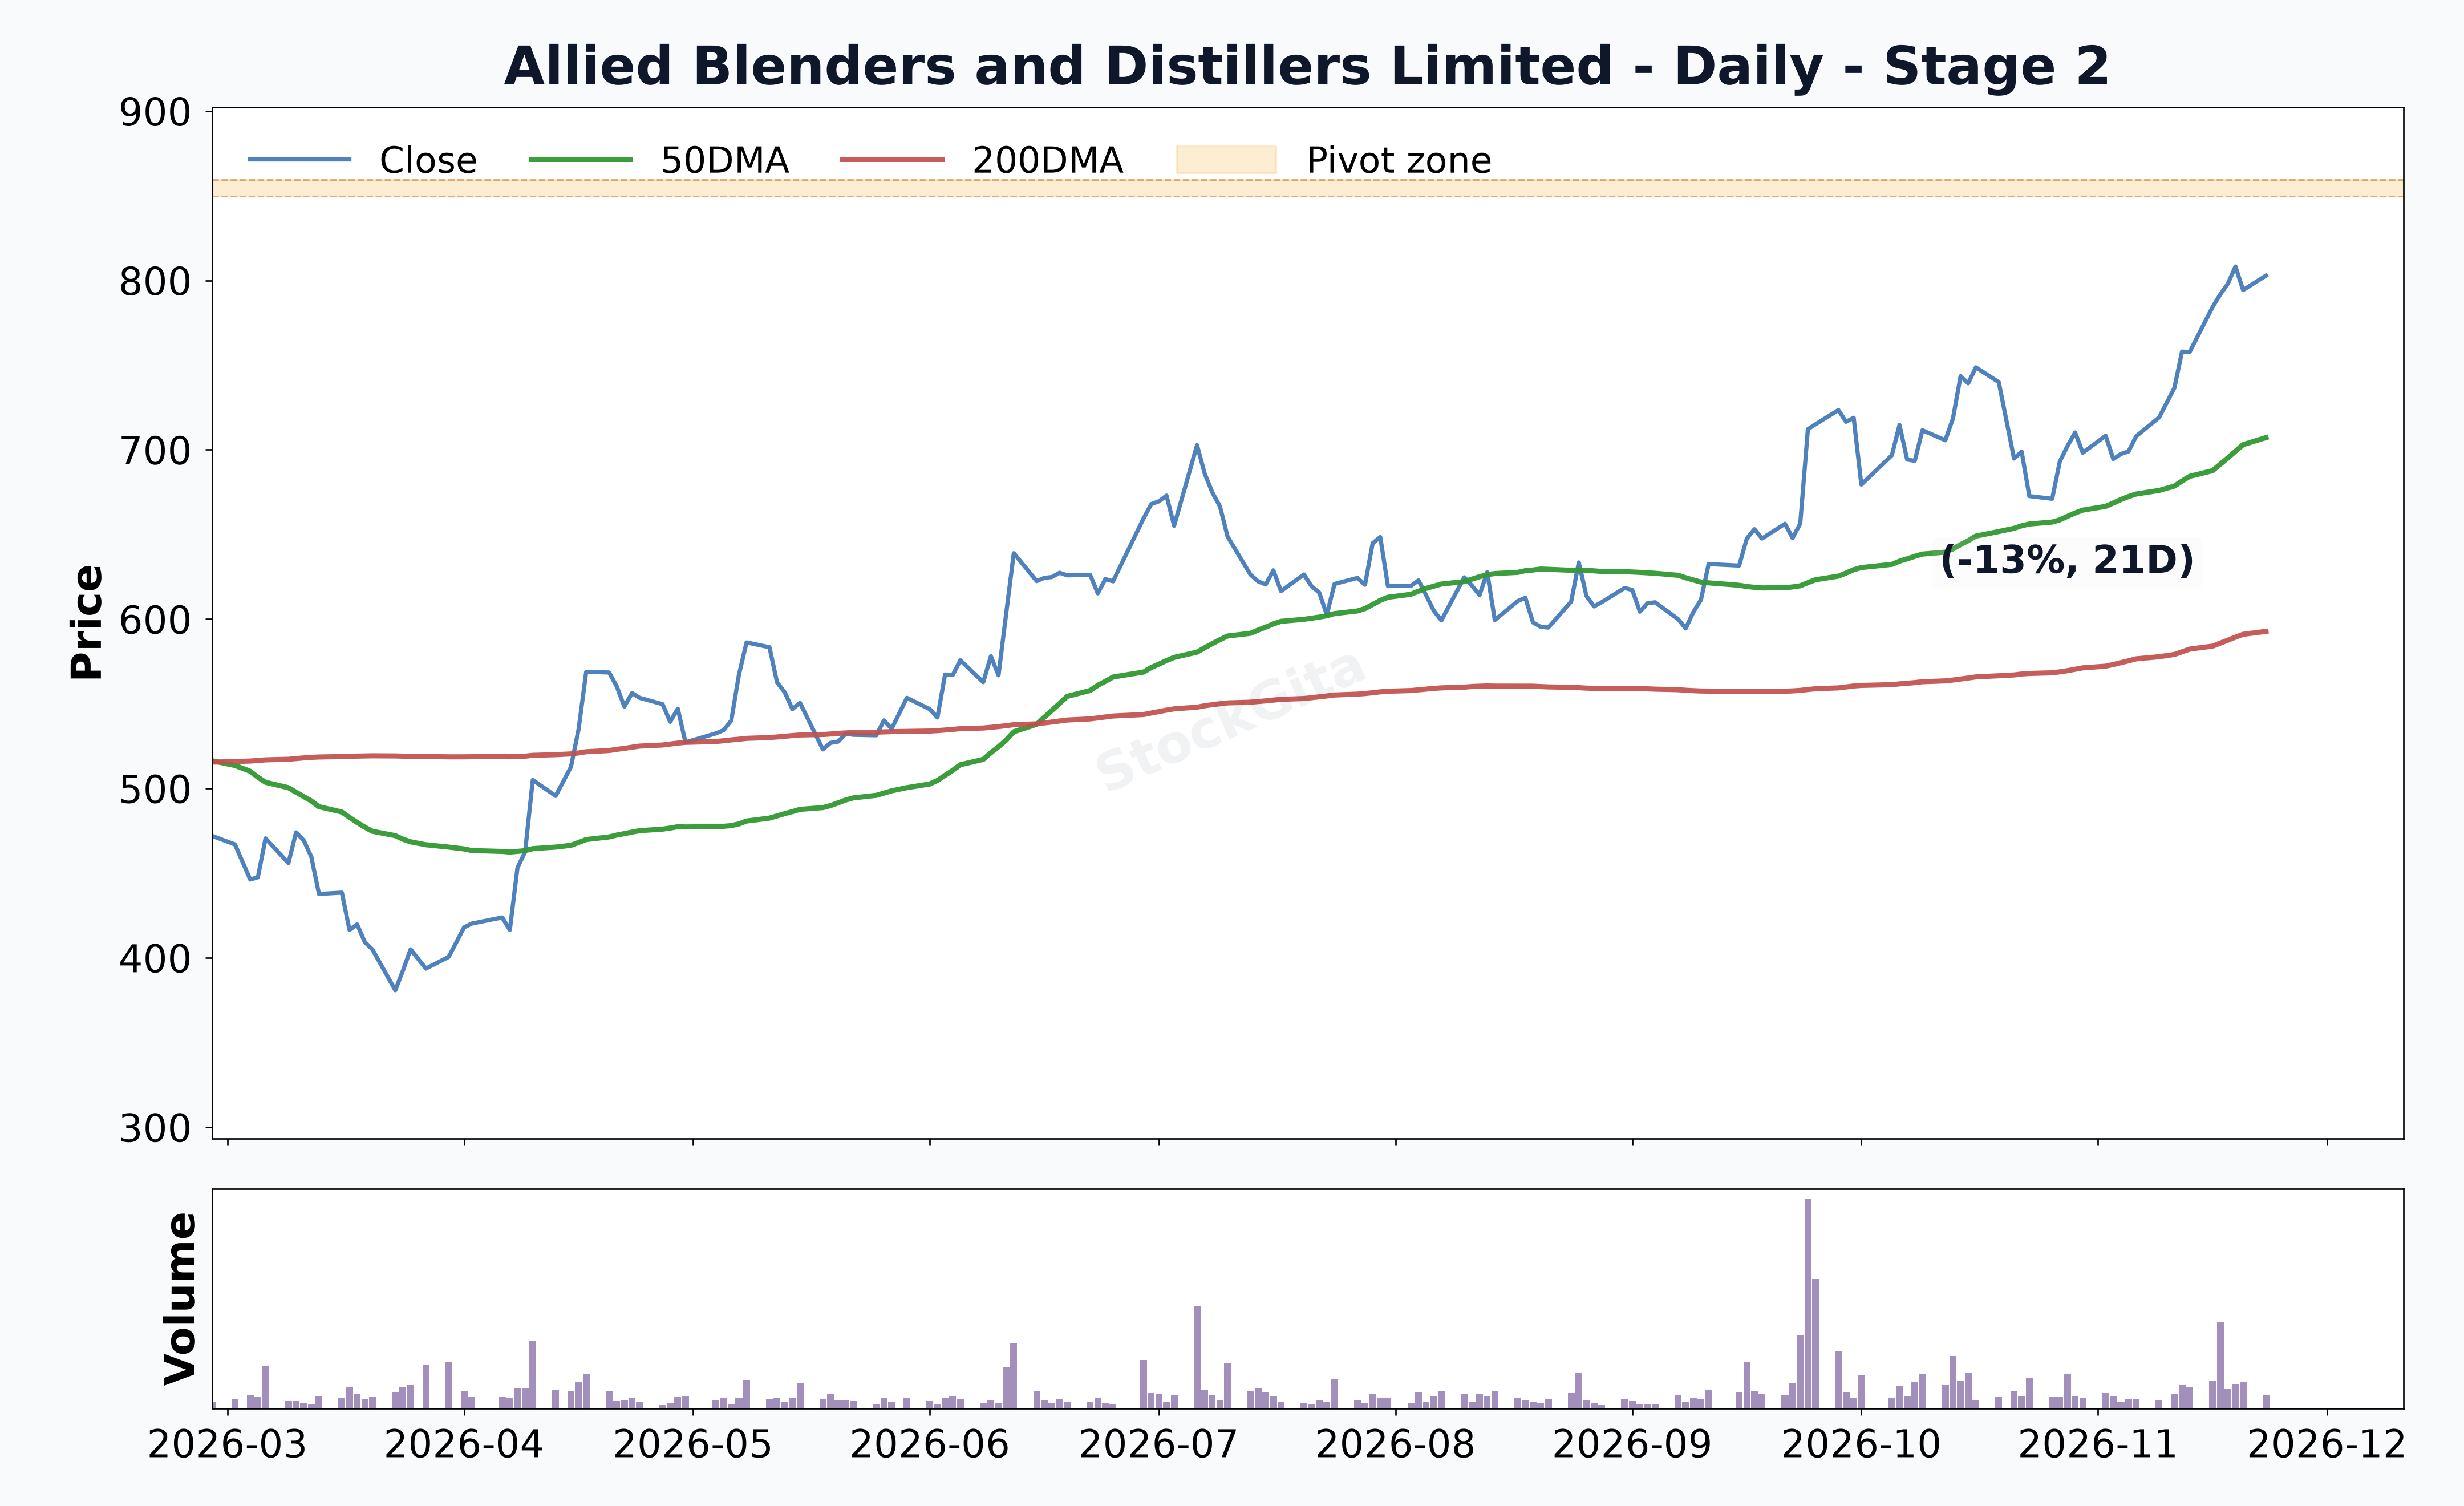 Allied Blenders and Distillers Limited - Daily - Stage 2
Close 50DMA 200DMA Pivot zone
900
800
700
600
500
400
300
Price
(-13%, 21D)
StockGita
Volume
2026-03 2026-04 2026-05 2026-06 2026-07 2026-08 2026-09 2026-10 2026-11 2026-12